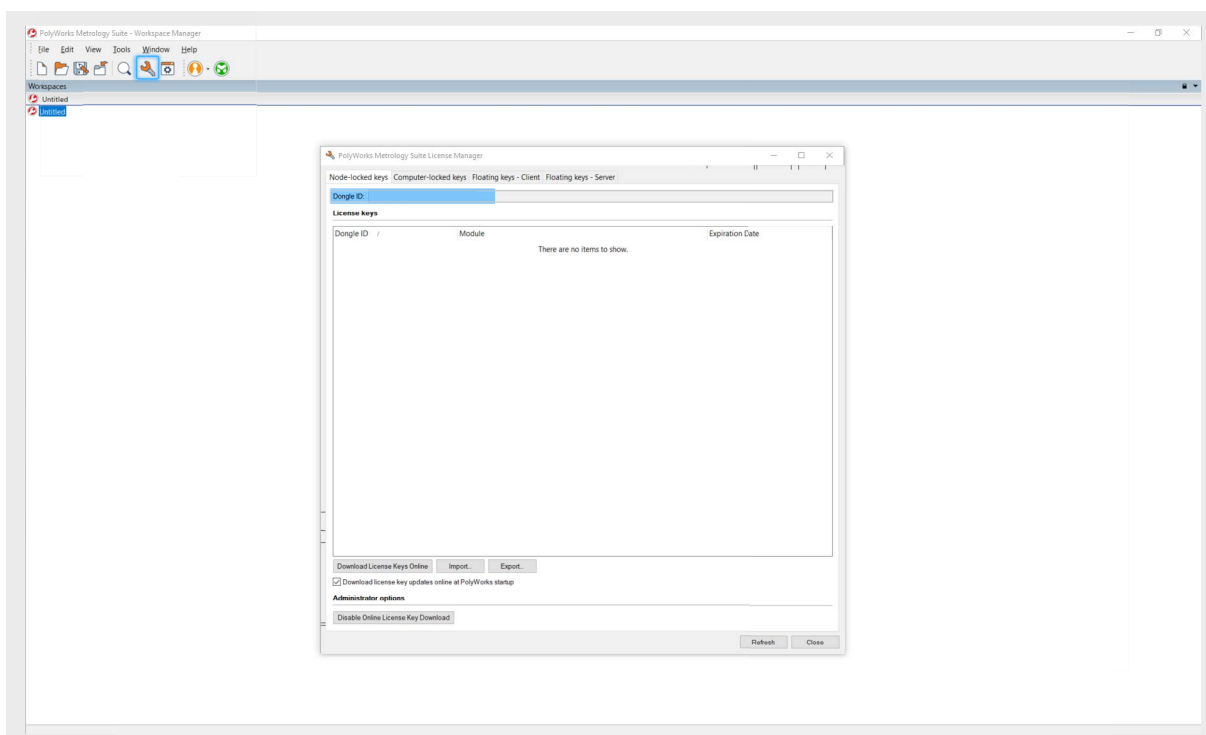 PolyWorks Metrology Suite - Workspace Manager
File Edit View Tools Window Help
Workspaces
Untitled
Untitled
PolyWorks Metrology Suite License Manager
Node-locked keys Computer-locked keys Floating keys - Client Floating keys - Server
Dongle ID:
License keys
Dongle ID / Module Expiration Date
There are no items to show.
Download License Keys Online Import... Export...
Download license key updates online at PolyWorks startup
Administrator options
Disable Online License Key Download
Refresh Close